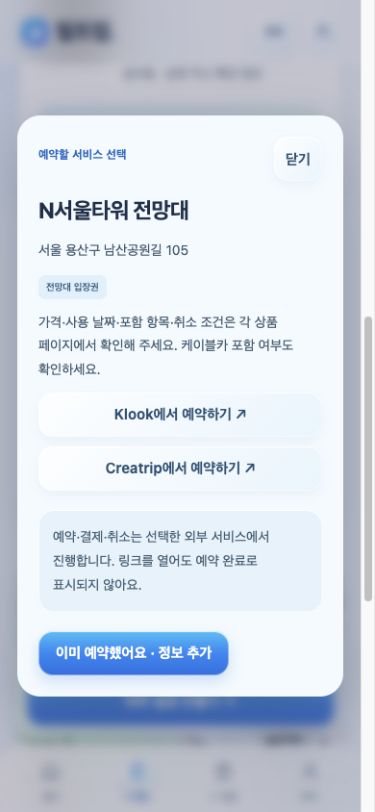 예약할 서비스 선택
닫기
N서울타워 전망대
서울 용산구 남산공원길 105
전망대 입장권
가격·사용 날짜·포함 항목·취소 조건은 각 상품
페이지에서 확인해 주세요. 케이블카 포함 여부도
확인하세요.
Klook에서 예약하기 ↗
Creatrip에서 예약하기 ↗
예약·결제·취소는 선택한 외부 서비스에서
진행합니다. 링크를 열어도 예약 완료로
표시되지 않아요.
이미 예약했어요 · 정보 추가